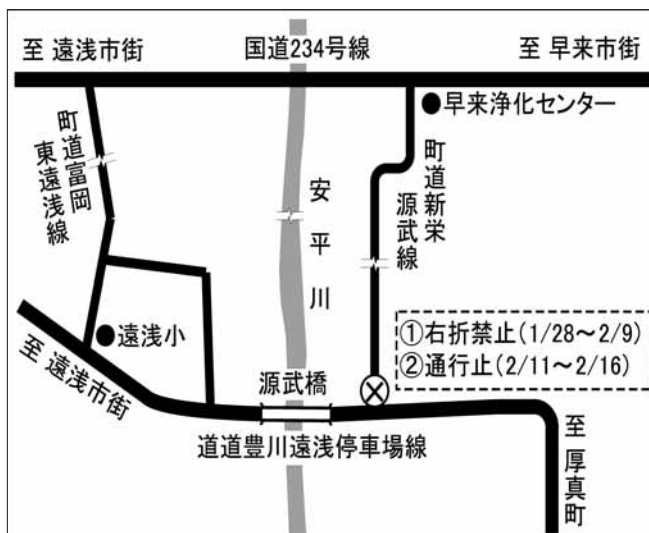 至 遠浅市街
国道234号線
至 早来市街
●早来浄化センター
町道富岡
東遠浅線
安平川
町道新栄
源武線
①右折禁止(1/28～2/9)
②通行止(2/11～2/16)
●遠浅小
至 遠浅市街
源武橋
道道豊川遠浅停車場線
至 厚真町